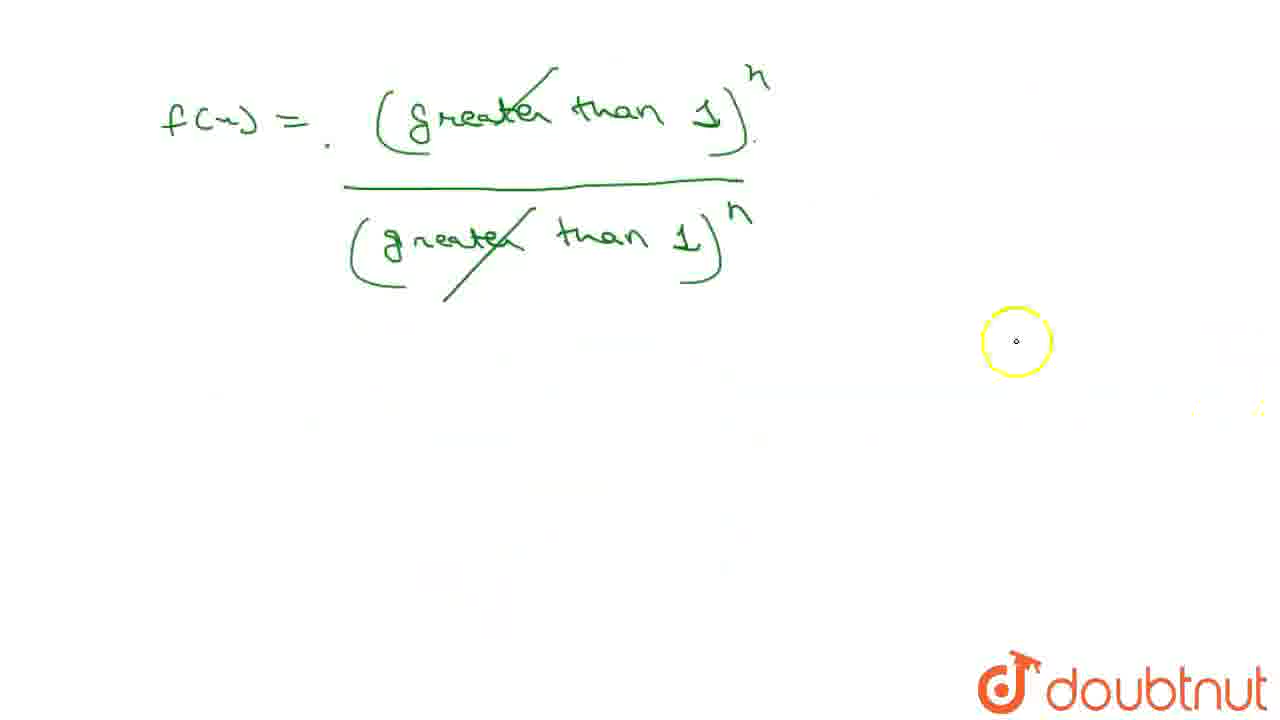 f(x) = (greater than 1)^n
(greater than 1)^n
doubtnut